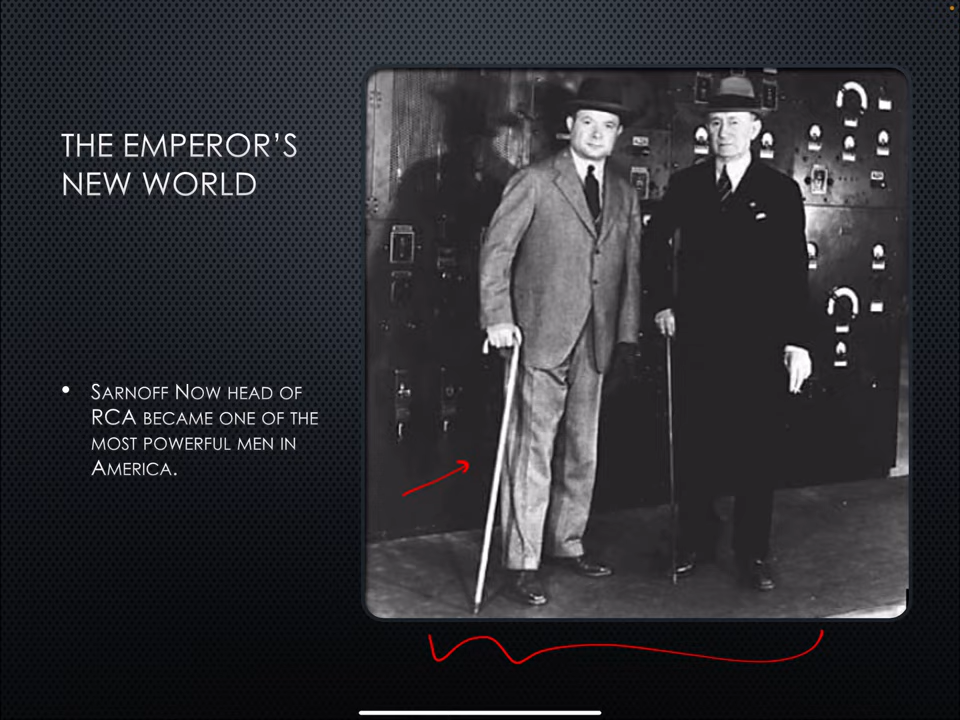 THE EMPEROR'S
NEW WORLD
• SARNOFF NOW HEAD OF
RCA BECAME ONE OF THE
MOST POWERFUL MEN IN
AMERICA.